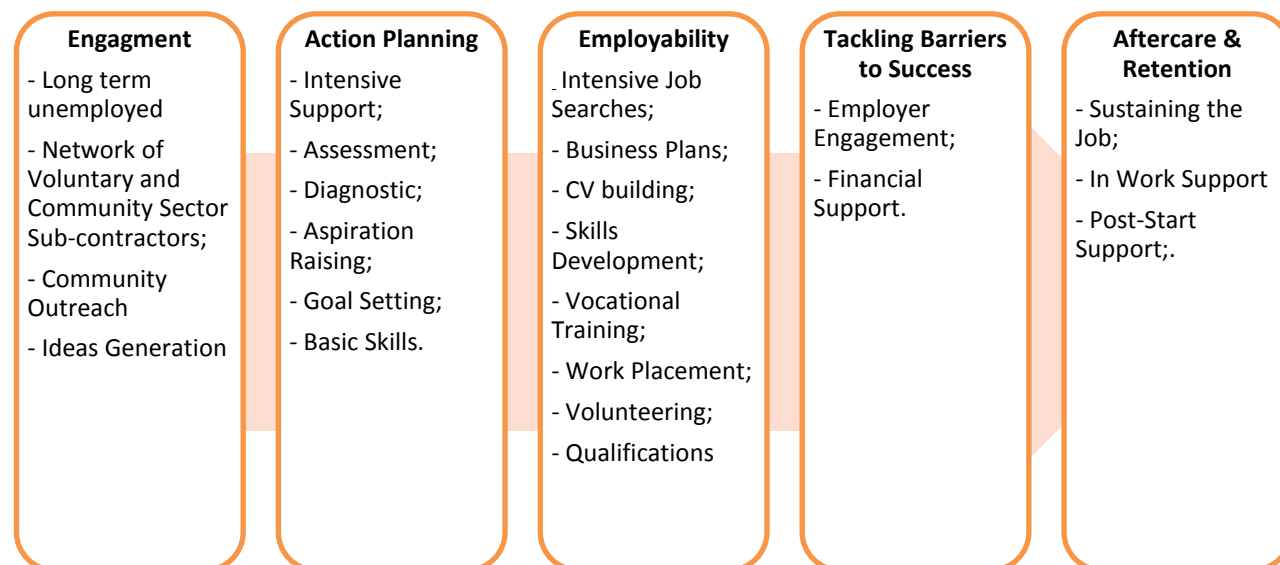 Engagment
- Long term
unemployed
- Network of
Voluntary and
Community Sector
Sub-contractors;
- Community
Outreach
- Ideas Generation
Action Planning
- Intensive
Support;
- Assessment;
- Diagnostic;
- Aspiration
Raising;
- Goal Setting;
- Basic Skills.
Employability
- Intensive Job
Searches;
- Business Plans;
- CV building;
- Skills
Development;
- Vocational
Training;
- Work Placement;
- Volunteering;
- Qualifications
Tackling Barriers
to Success
- Employer
Engagement;
- Financial
Support.
Aftercare &
Retention
- Sustaining the
Job;
- In Work Support
- Post-Start
Support;.